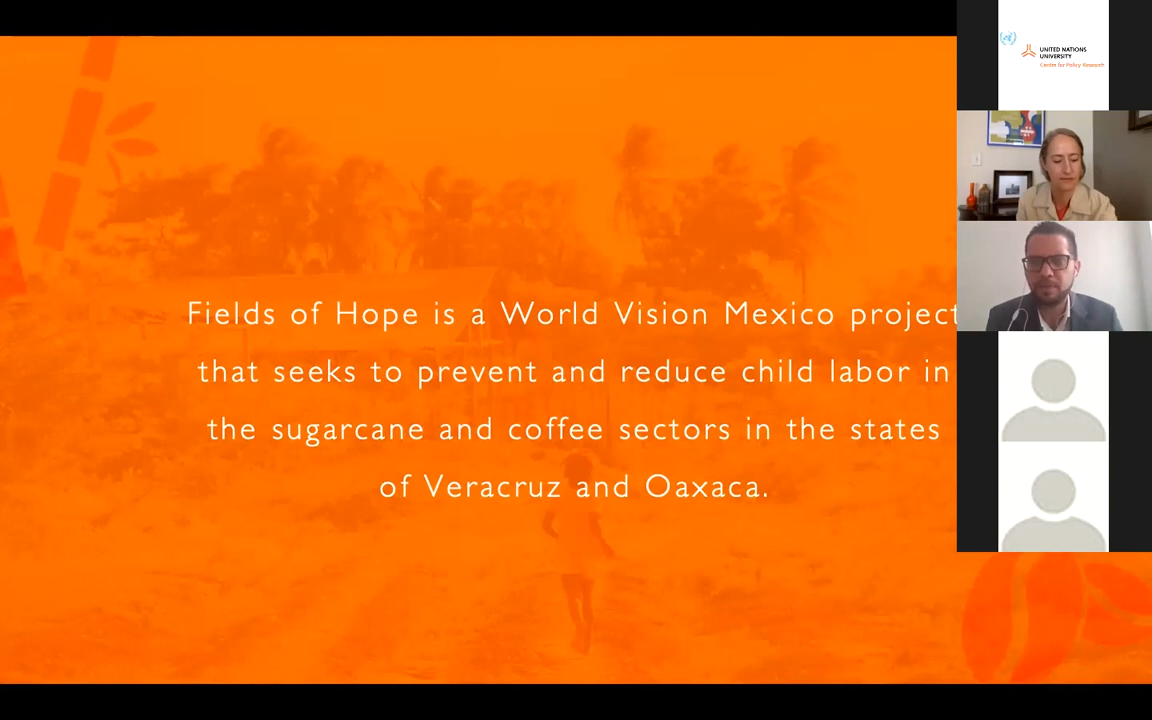 Fields of Hope is a World Vision Mexico project
that seeks to prevent and reduce child labor in
the sugarcane and coffee sectors in the states
of Veracruz and Oaxaca.
UNITED NATIONS
UNIVERSITY
Centre for Policy Research